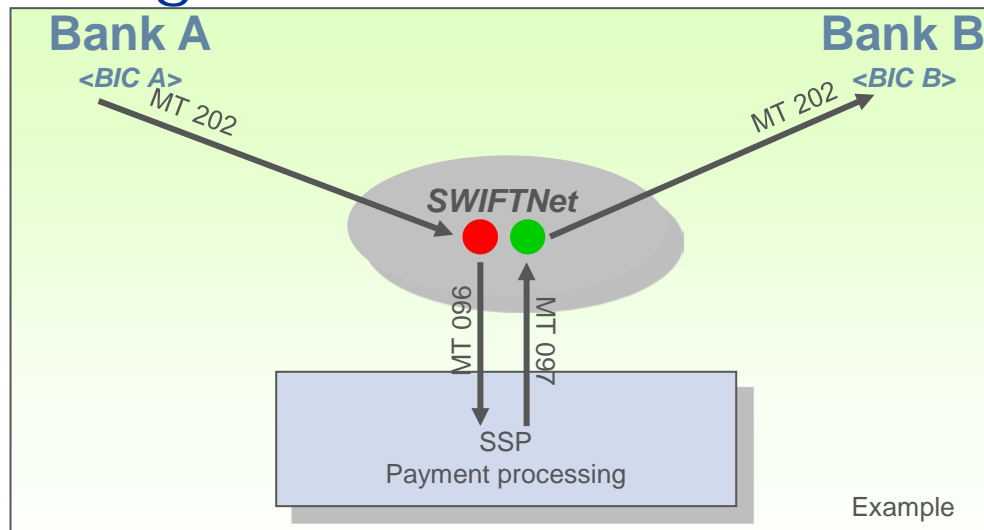 Bank A
<BIC A>
Bank B
<BIC B>
MT 202
MT 202
SWIFTNet
MT 096
MT 097
SSP
Payment processing
Example